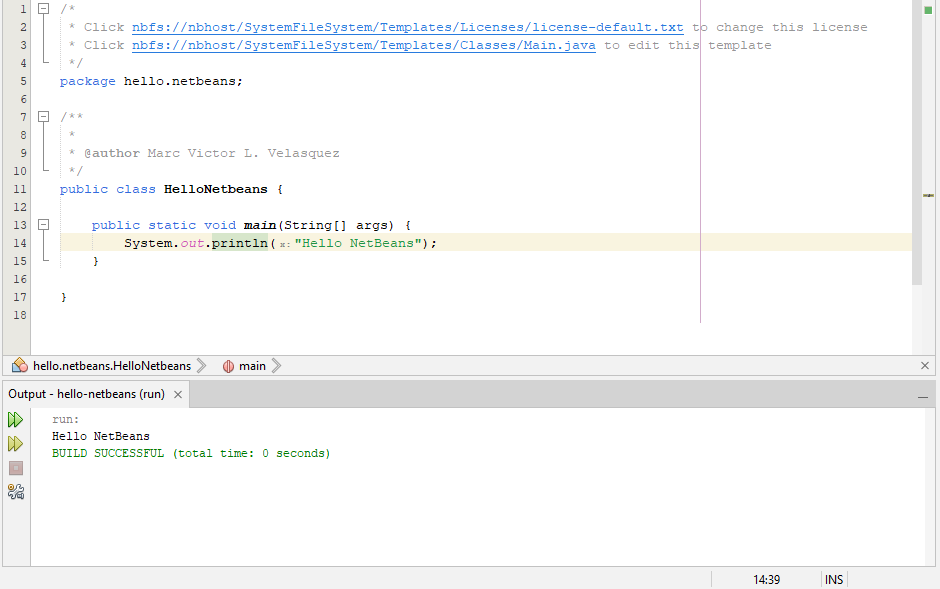 1 /*
2 * Click nbfs://nbhost/SystemFileSystem/Templates/Licenses/license-default.txt to change this license
3 * Click nbfs://nbhost/SystemFileSystem/Templates/Classes/Main.java to edit this template
4 */
5 package hello.netbeans;
6
7 /**
8 *
9 * @author Marc Victor L. Velasquez
10 */
11 public class HelloNetbeans {
12
13 public static void main(String[] args) {
14 System.out.println(x:"Hello NetBeans");
15 }
16
17 }
18
hello.netbeans.HelloNetbeans main
Output - hello-netbeans (run)
run:
Hello NetBeans
BUILD SUCCESSFUL (total time: 0 seconds)
14:39 INS